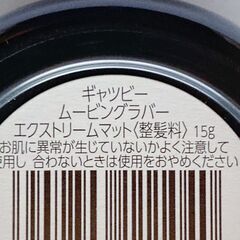 ギャツビー
ムービングラバー
エクストリームマット〈整髪料〉15g
お肌に異常が生じていないかよく注意して
使用し 合わないときは使用をおやめください